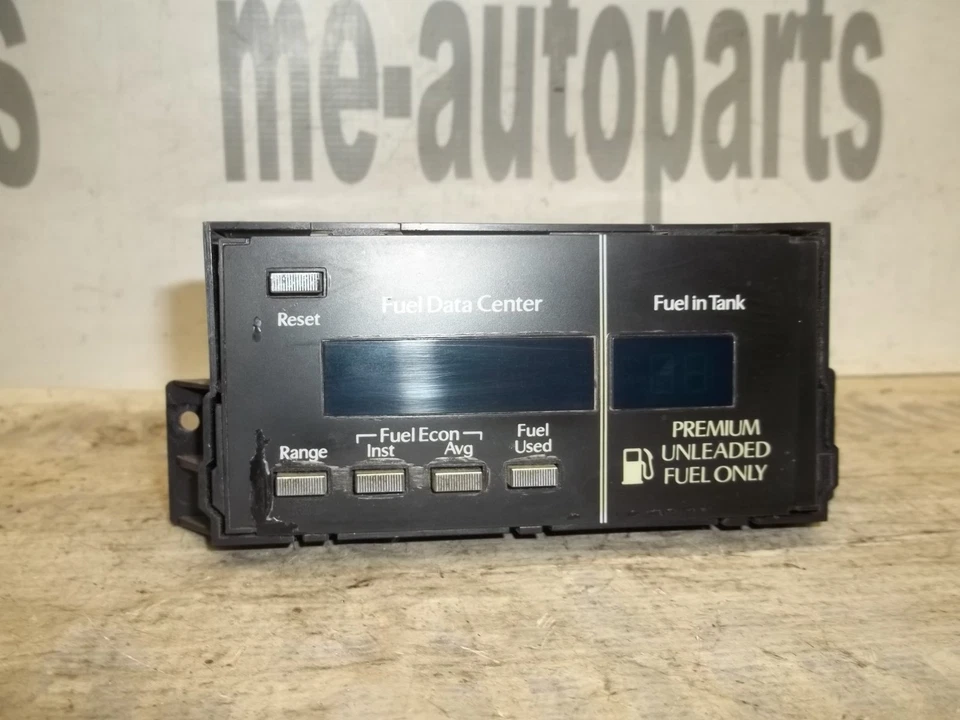 me-autoparts
s
Fuel Data Center
Fuel in Tank
Reset
Range
Fuel Econ
Inst
Avg
Fuel
Used
PREMIUM
UNLEADED
FUEL ONLY